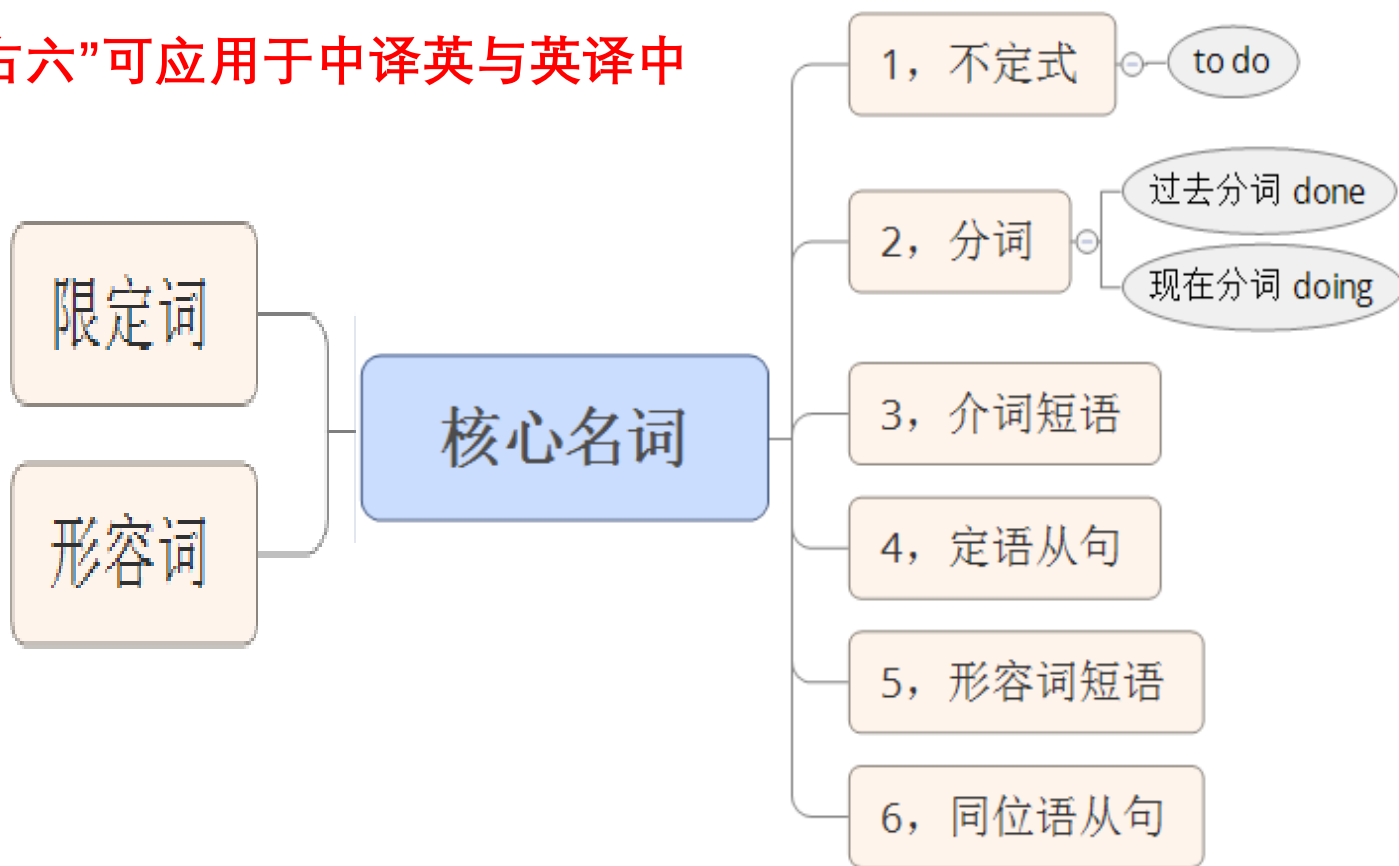 右六”可应用于中译英与英译中
限定词
形容词
核心名词
1，不定式
to do
2，分词
过去分词 done
现在分词 doing
3，介词短语
4，定语从句
5，形容词短语
6，同位语从句